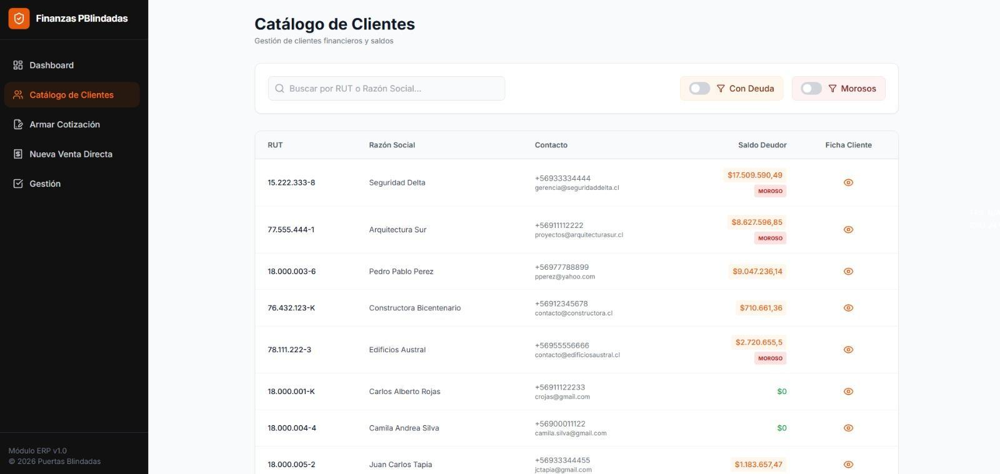 Finanzas PBlindadas
Dashboard
Catálogo de Clientes
Armar Cotización
Nueva Venta Directa
Gestión
Módulo ERP v1.0
© 2026 Puertas Blindadas
Catálogo de Clientes
Gestión de clientes financieros y saldos
Buscar por RUT o Razón Social...
Con Deuda
Morosos
RUT Razón Social Contacto Saldo Deudor Ficha Cliente
15.222.333-8 Seguridad Delta +56933334444 $17.509.590,49
gerencia@seguridaddelta.cl MOROSO
77.555.444-1 Arquitectura Sur +56911112222 $8.627.596,85
proyectos@arquitecturasur.cl MOROSO
18.000.003-6 Pedro Pablo Perez +56977788899 $9.047.236,14
pperez@yahoo.com
76.432.123-K Constructora Bicentenario +56912345678 $710.661,36
contacto@constructora.cl
78.111.222-3 Edificios Austral +56955556666 $2.720.655,5
contacto@edificiosaustral.cl MOROSO
18.000.001-K Carlos Alberto Rojas +56911122233 $0
crojas@gmail.com
18.000.004-4 Camila Andrea Silva +56900011122 $0
camila.silva@gmail.com
18.000.005-2 Juan Carlos Tapia +56933344455 $1.183.657,47
jctapia@gmail.com